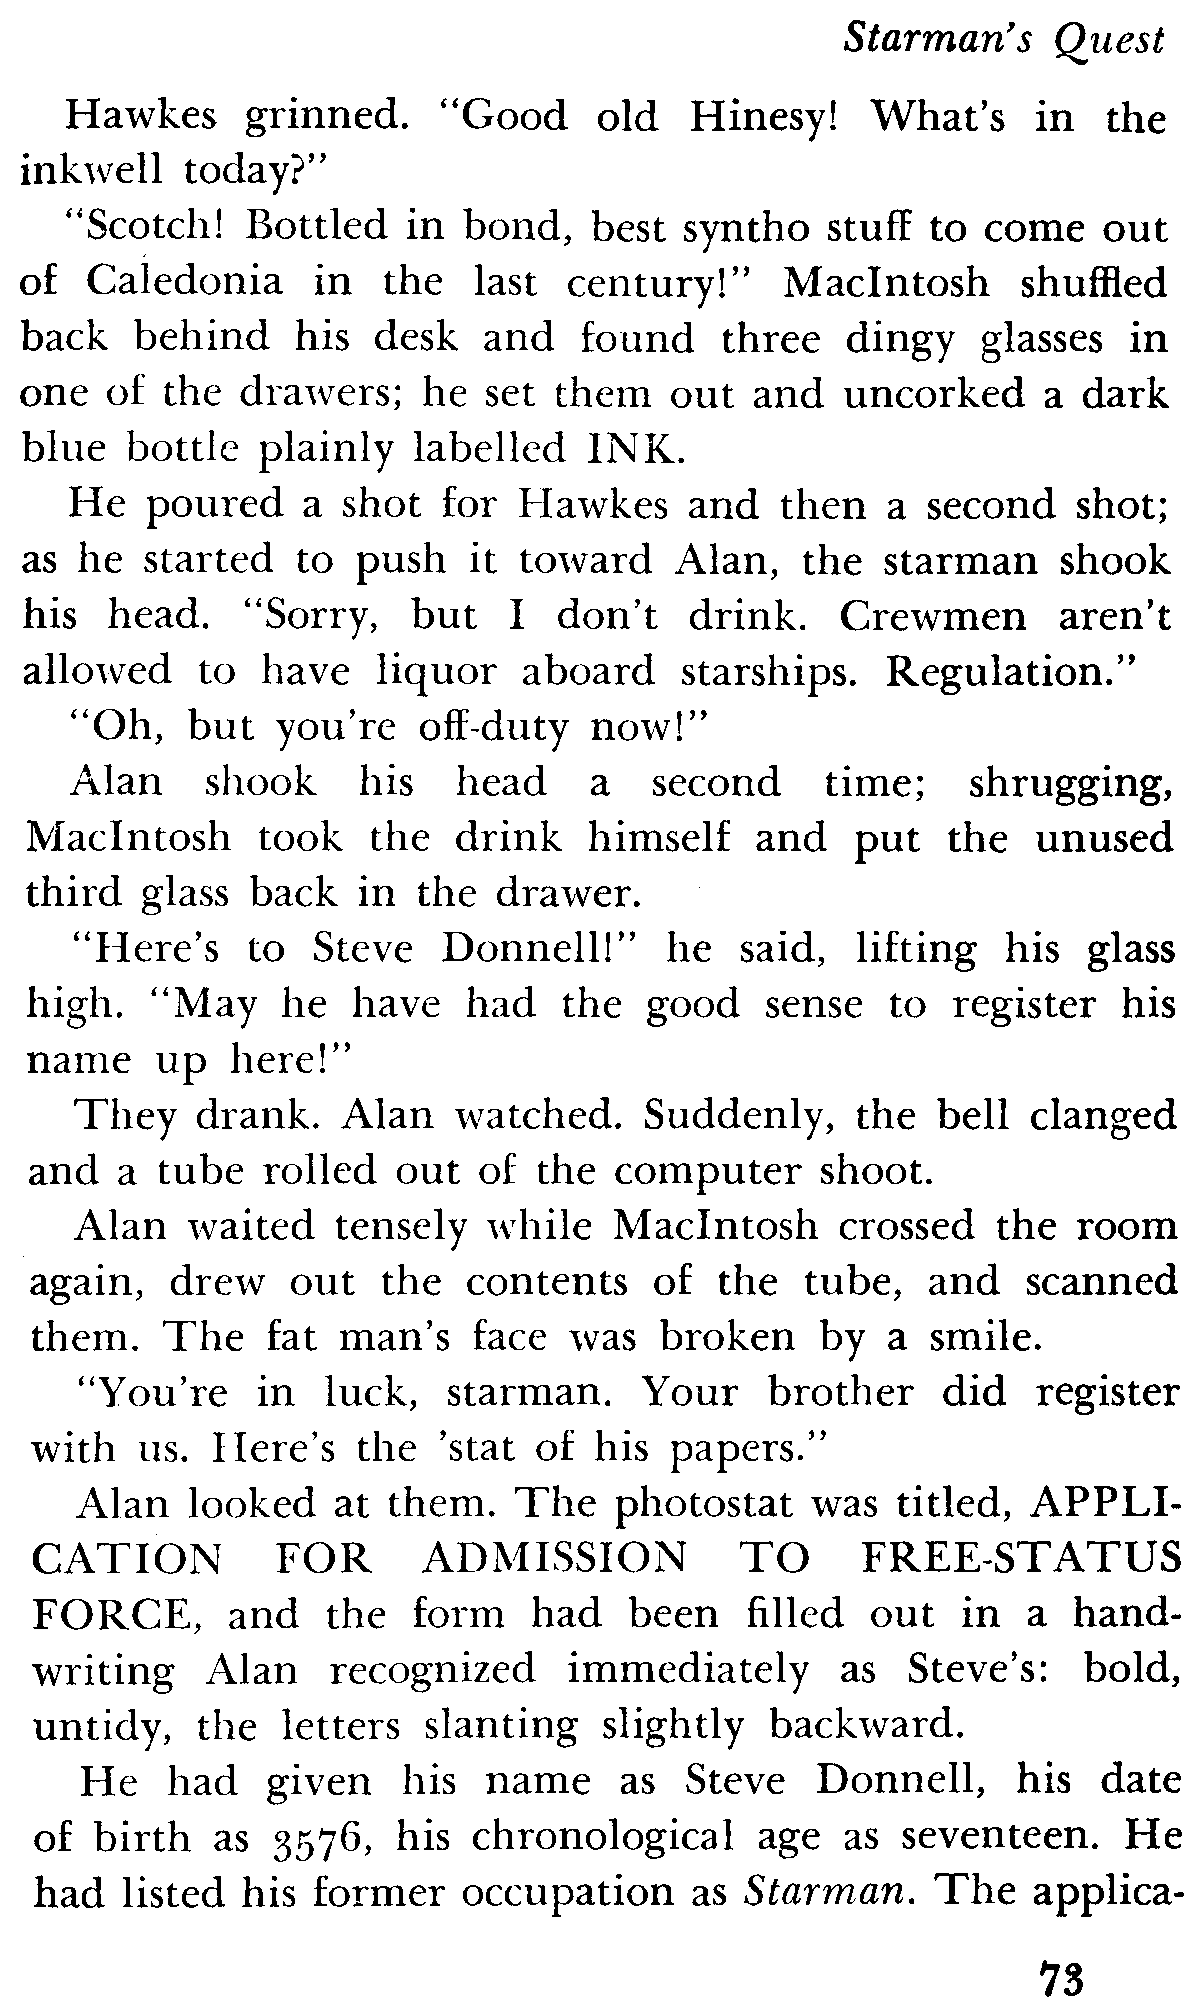 Starman's Quest
Hawkes grinned. "Good old Hinesy! What's in the
inkwell today?"
"Scotch! Bottled in bond, best syntho stuff to come out
of Caledonia in the last century!" MacIntosh shuffled
back behind his desk and found three dingy glasses in
one of the drawers; he set them out and uncorked a dark
blue bottle plainly labelled INK.
He poured a shot for Hawkes and then a second shot;
as he started to push it toward Alan, the starman shook
his head. "Sorry, but I don't drink. Crewmen aren't
allowed to have liquor aboard starships. Regulation."
"Oh, but you're off-duty now!"
Alan shook his head a second time; shrugging,
MacIntosh took the drink himself and put the unused
third glass back in the drawer.
"Here's to Steve Donnell!" he said, lifting his glass
high. "May he have had the good sense to register his
name up here!"
They drank. Alan watched. Suddenly, the bell clanged
and a tube rolled out of the computer shoot.
Alan waited tensely while MacIntosh crossed the room
again, drew out the contents of the tube, and scanned
them. The fat man's face was broken by a smile.
"You're in luck, starman. Your brother did register
with us. Here's the 'stat of his papers."
Alan looked at them. The photostat was titled, APPLI-
CATION FOR ADMISSION TO FREE-STATUS
FORCE, and the form had been filled out in a hand-
writing Alan recognized immediately as Steve's: bold,
untidy, the letters slanting slightly backward.
He had given his name as Steve Donnell, his date
of birth as 3576, his chronological age as seventeen. He
had listed his former occupation as Starman. The applica-
73